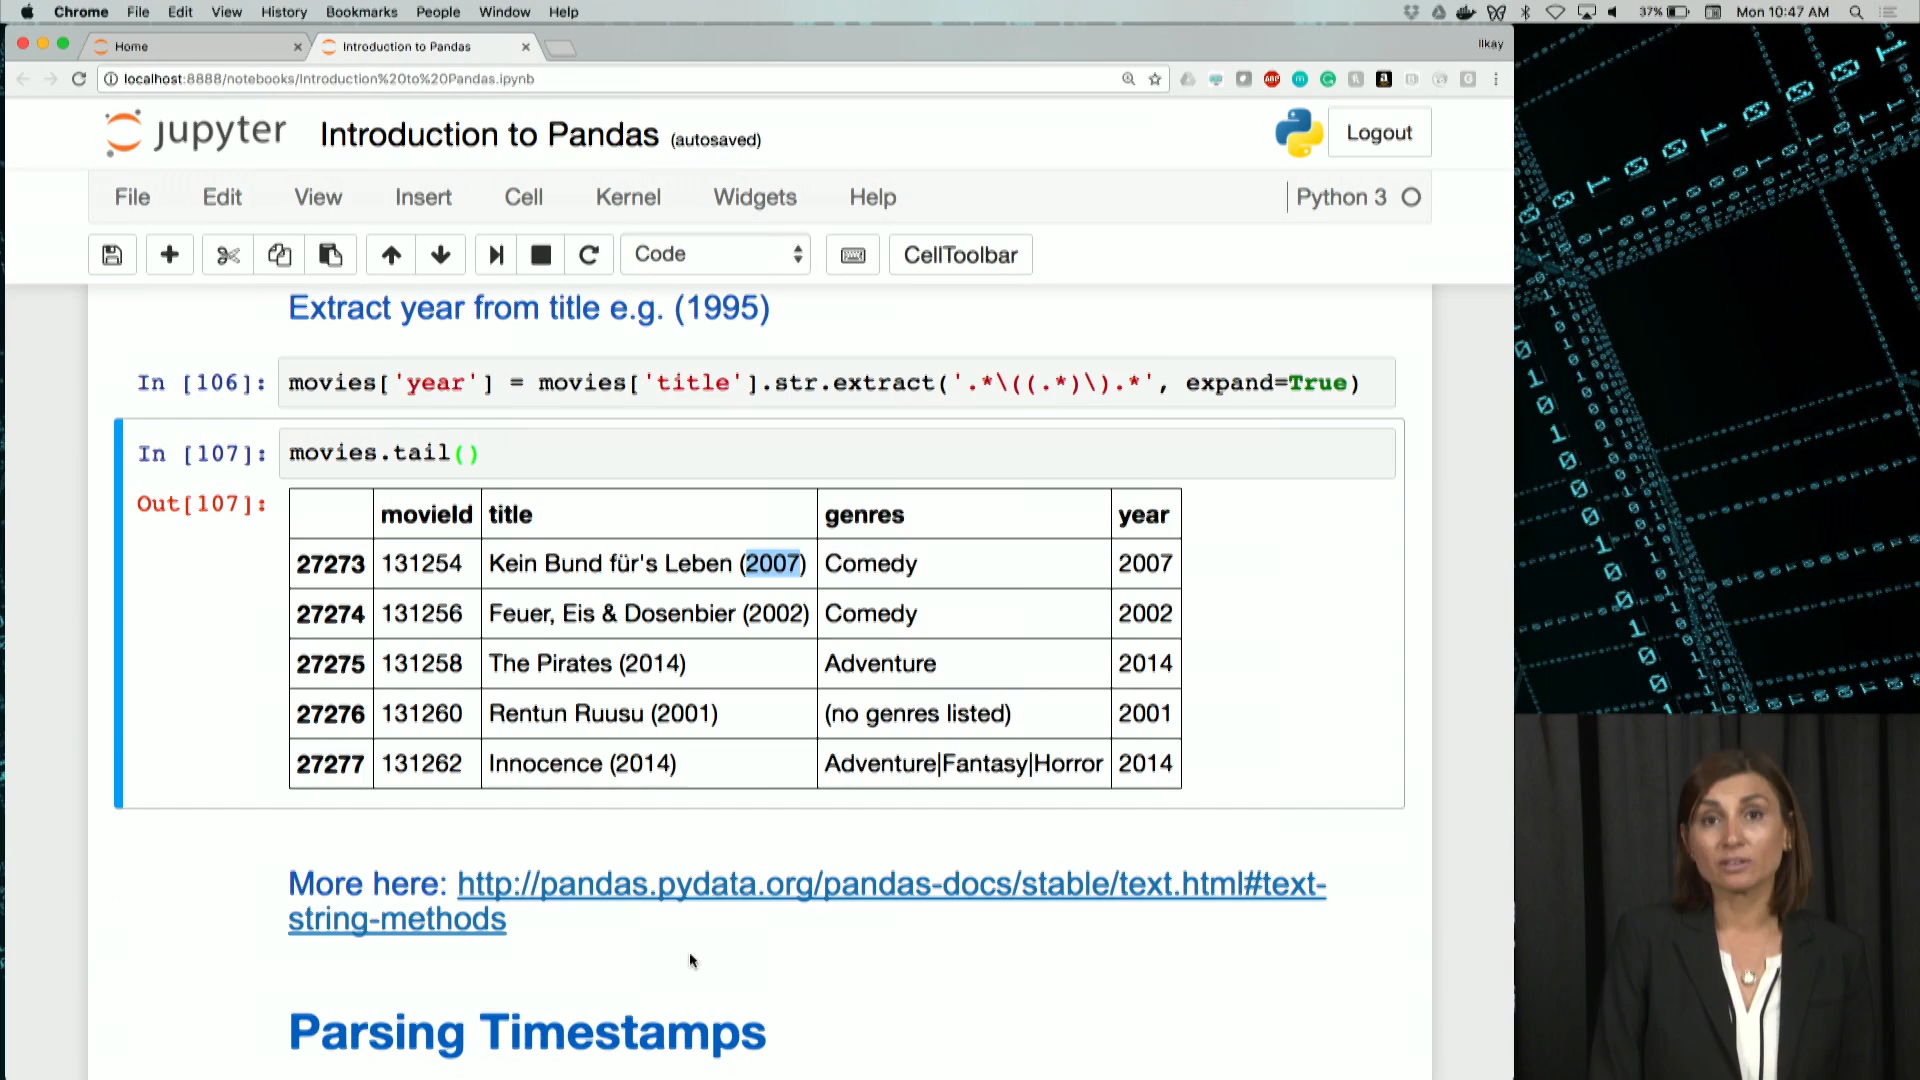 Chrome File Edit View History Bookmarks People Window Help 37% Mon 10:47 AM
Home Introduction to Pandas Ilkay
localhost:8888/notebooks/Introduction%20to%20Pandas.ipynb ABP
jupyter Introduction to Pandas (autosaved) Logout
File Edit View Insert Cell Kernel Widgets Help Python 3
Code CellToolbar
Extract year from title e.g. (1995)
In [106]: movies['year'] = movies['title'].str.extract('.*\((.*)\).*', expand=True)
In [107]: movies.tail()
Out[107]:
movieId title genres year
27273 131254 Kein Bund für's Leben (2007) Comedy 2007
27274 131256 Feuer, Eis & Dosenbier (2002) Comedy 2002
27275 131258 The Pirates (2014) Adventure 2014
27276 131260 Rentun Ruusu (2001) (no genres listed) 2001
27277 131262 Innocence (2014) Adventure|Fantasy|Horror 2014
More here: http://pandas.pydata.org/pandas-docs/stable/text.html#text-
string-methods
Parsing Timestamps